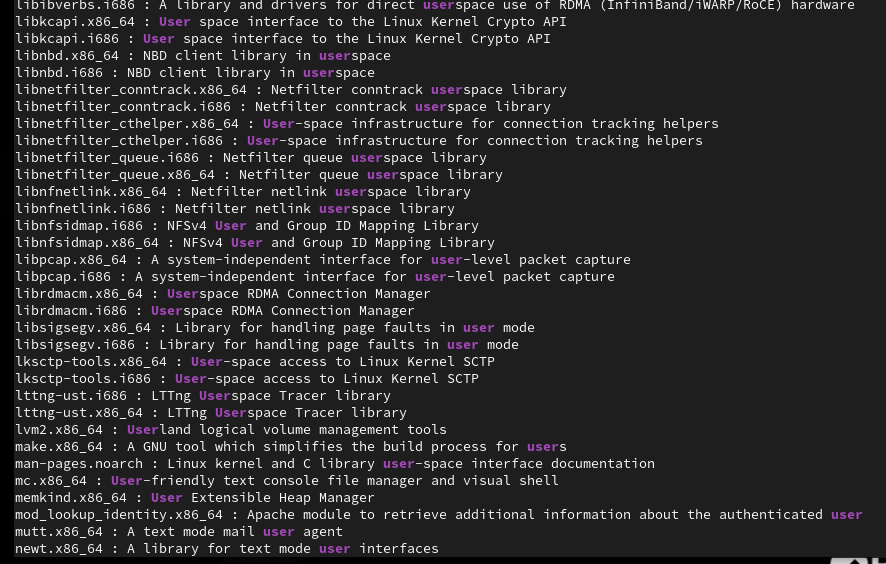 libibverbs.i686 : A library and drivers for direct userspace use of RDMA (InfiniBand/iWARP/RoCE) hardware
libkcapi.x86_64 : User space interface to the Linux Kernel Crypto API
libkcapi.i686 : User space interface to the Linux Kernel Crypto API
libnbd.x86_64 : NBD client library in userspace
libnbd.i686 : NBD client library in userspace
libnetfilter_conntrack.x86_64 : Netfilter conntrack userspace library
libnetfilter_conntrack.i686 : Netfilter conntrack userspace library
libnetfilter_cthelper.x86_64 : User-space infrastructure for connection tracking helpers
libnetfilter_cthelper.i686 : User-space infrastructure for connection tracking helpers
libnetfilter_queue.i686 : Netfilter queue userspace library
libnetfilter_queue.x86_64 : Netfilter queue userspace library
libnfnetlink.x86_64 : Netfilter netlink userspace library
libnfnetlink.i686 : Netfilter netlink userspace library
libnfsidmap.i686 : NFSv4 User and Group ID Mapping Library
libnfsidmap.x86_64 : NFSv4 User and Group ID Mapping Library
libpcap.x86_64 : A system-independent interface for user-level packet capture
libpcap.i686 : A system-independent interface for user-level packet capture
librdmacm.x86_64 : Userspace RDMA Connection Manager
librdmacm.i686 : Userspace RDMA Connection Manager
libsigsegv.x86_64 : Library for handling page faults in user mode
libsigsegv.i686 : Library for handling page faults in user mode
lksctp-tools.x86_64 : User-space access to Linux Kernel SCTP
lksctp-tools.i686 : User-space access to Linux Kernel SCTP
lttng-ust.i686 : LTTng Userspace Tracer library
lttng-ust.x86_64 : LTTng Userspace Tracer library
lvm2.x86_64 : Userland logical volume management tools
make.x86_64 : A GNU tool which simplifies the build process for users
man-pages.noarch : Linux kernel and C library user-space interface documentation
mc.x86_64 : User-friendly text console file manager and visual shell
memkind.x86_64 : User Extensible Heap Manager
mod_lookup_identity.x86_64 : Apache module to retrieve additional information about the authenticated user
mutt.x86_64 : A text mode mail user agent
newt.x86_64 : A library for text mode user interfaces